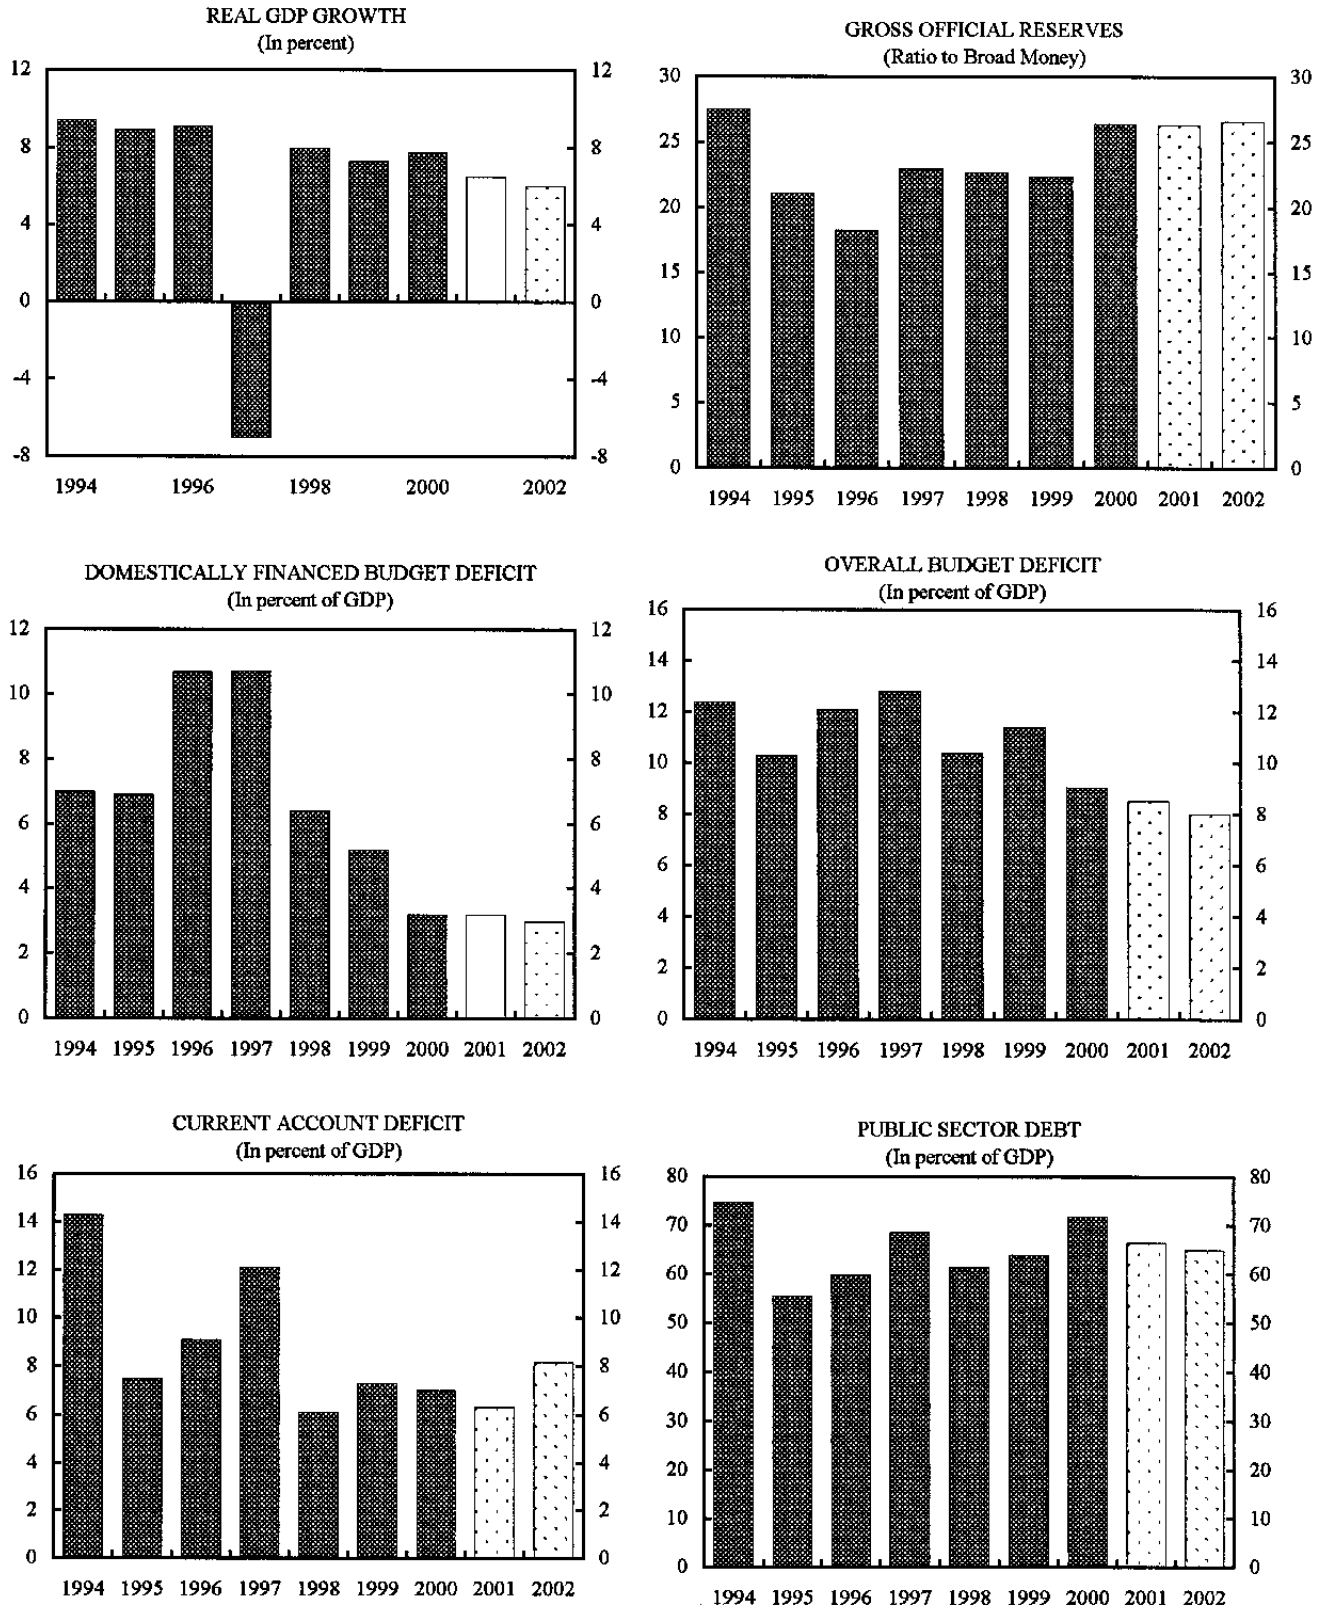 REAL GDP GROWTH
(In percent)
12 12
8 8
4 4
0 0
-4 -4
-8 -8
1994 1996 1998 2000 2002
GROSS OFFICIAL RESERVES
(Ratio to Broad Money)
30 30
25 25
20 20
15 15
10 10
5 5
0 0
1994 1995 1996 1997 1998 1999 2000 2001 2002
DOMESTICALLY FINANCED BUDGET DEFICIT
(In percent of GDP)
12 12
10 10
8 8
6 6
4 4
2 2
0 0
1994 1995 1996 1997 1998 1999 2000 2001 2002
OVERALL BUDGET DEFICIT
(In percent of GDP)
16 16
14 14
12 12
10 10
8 8
6 6
4 4
2 2
0 0
1994 1995 1996 1997 1998 1999 2000 2001 2002
CURRENT ACCOUNT DEFICIT
(In percent of GDP)
16 16
14 14
12 12
10 10
8 8
6 6
4 4
2 2
0 0
1994 1995 1996 1997 1998 1999 2000 2001 2002
PUBLIC SECTOR DEBT
(In percent of GDP)
80 80
70 70
60 60
50 50
40 40
30 30
20 20
10 10
0 0
1994 1995 1996 1997 1998 1999 2000 2001 2002